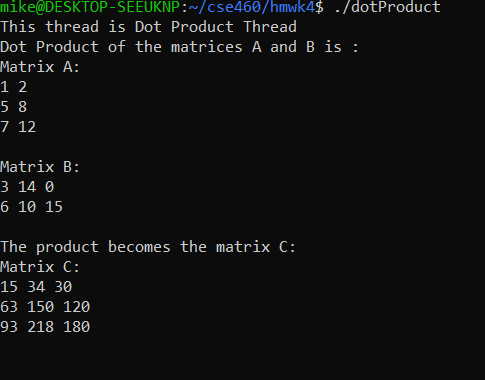 mike@DESKTOP-SEEUKNP:~/cse460/hmwk4$ ./dotProduct
This thread is Dot Product Thread
Dot Product of the matrices A and B is :
Matrix A:
1 2
5 8
7 12
Matrix B:
3 14 0
6 10 15
The product becomes the matrix C:
Matrix C:
15 34 30
63 150 120
93 218 180